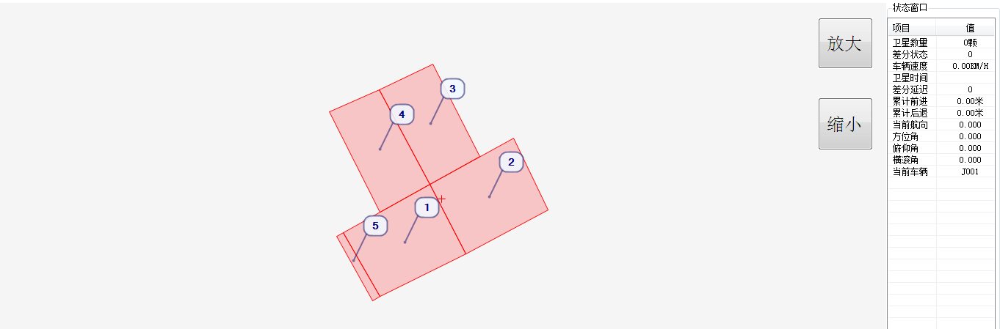 状态窗口
项目 值
卫星数量 0颗
差分状态 0
车辆速度 0.00KM/H
卫星时间
差分延迟 0
累计前进 0.00米
累计后退 0.00米
当前航向 0.000
方位角 0.000
俯仰角 0.000
横滚角 0.000
当前车辆 J001
放大
缩小
3
4
2
1
5